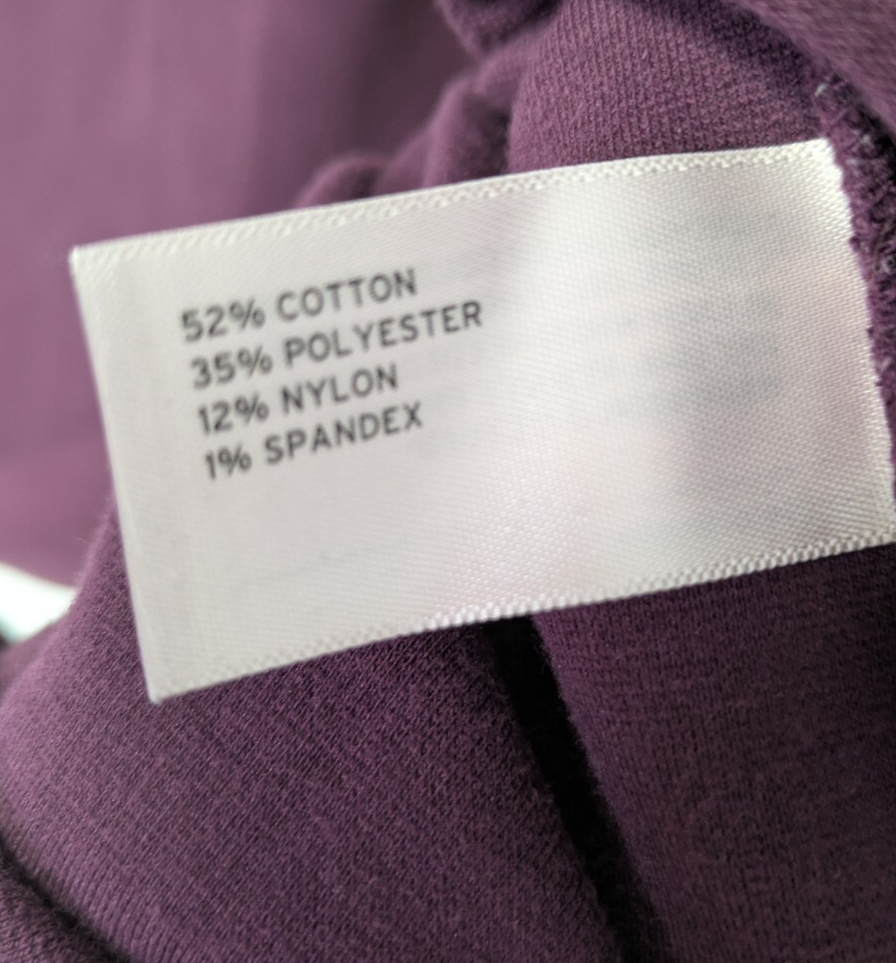 52% COTTON
35% POLYESTER
12% NYLON
1% SPANDEX